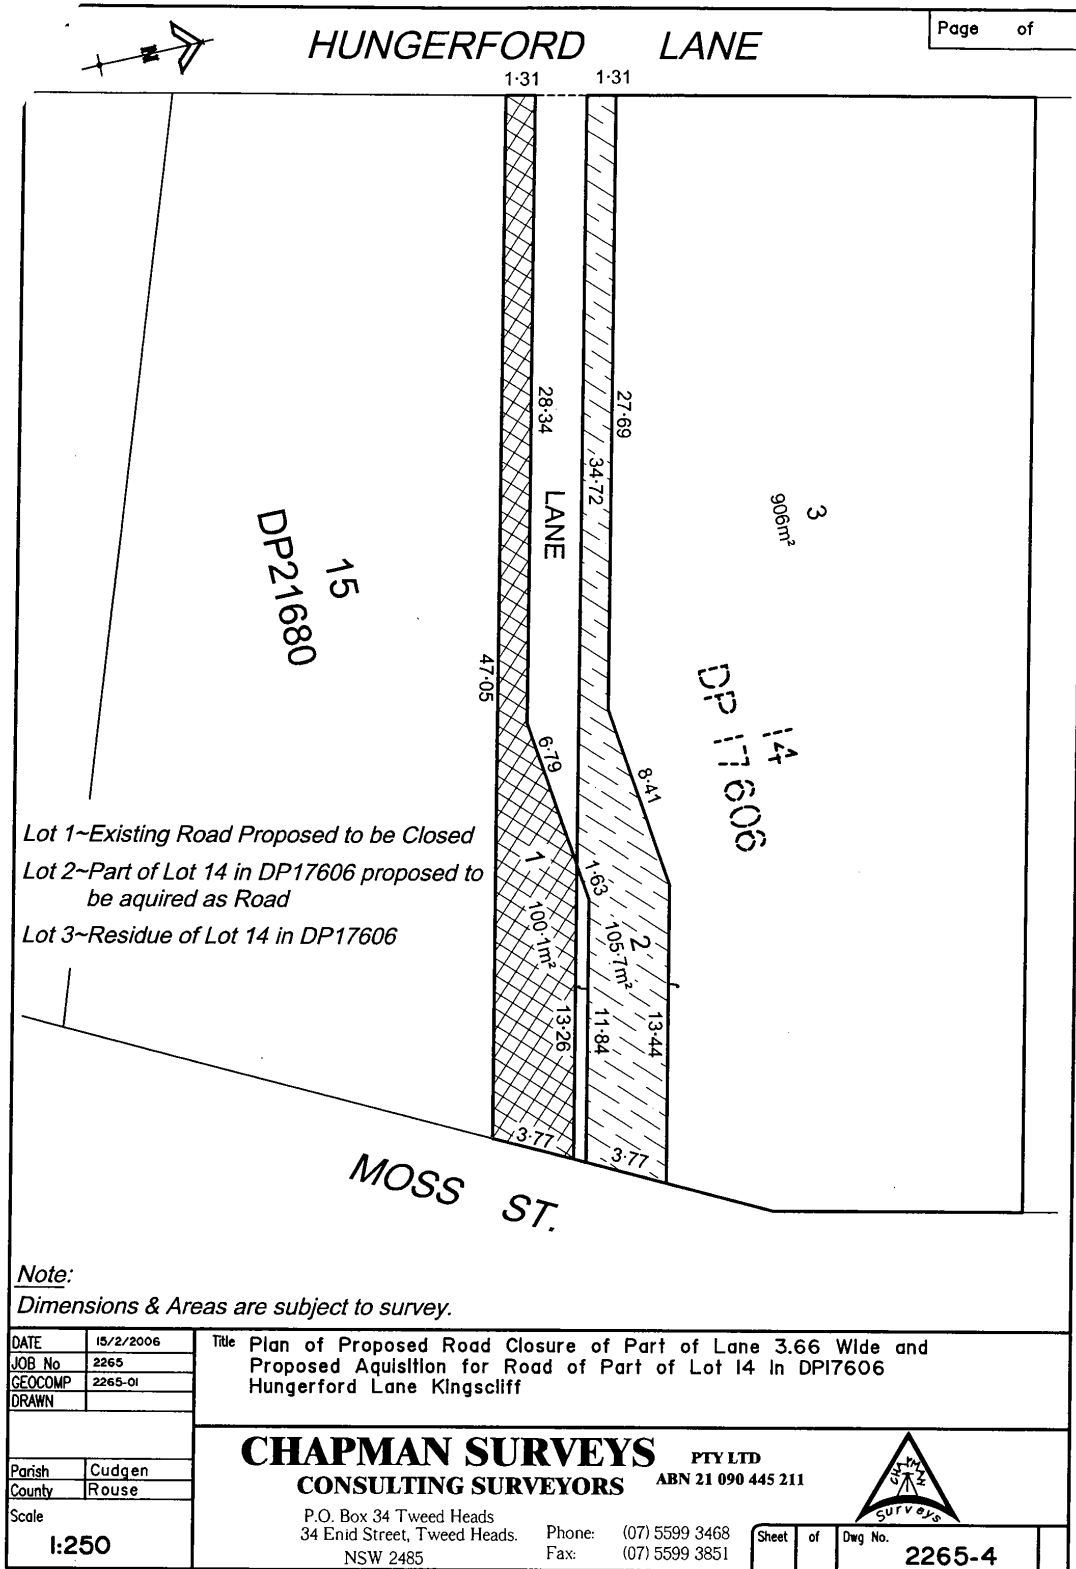 Page of
HUNGERFORD LANE
N
1·31 1·31
28·34
27·69
34·72
LANE
3
906m²
15
DP21680
47·05
14
DP 17606
6·79
8·41
Lot 1~Existing Road Proposed to be Closed
Lot 2~Part of Lot 14 in DP17606 proposed to
be aquired as Road
Lot 3~Residue of Lot 14 in DP17606
1
100·1m²
1·63
2
105·7m²
13·26
11·84
13·44
3·77
3·77
MOSS ST.
Note:
Dimensions & Areas are subject to survey.
DATE 15/2/2006
JOB No 2265
GEOCOMP 2265-01
DRAWN
Title Plan of Proposed Road Closure of Part of Lane 3.66 Wide and
Proposed Aquisition for Road of Part of Lot 14 in DP17606
Hungerford Lane Kingscliff
Parish Cudgen
County Rouse
Scale
1:250
CHAPMAN SURVEYS PTY LTD
CONSULTING SURVEYORS ABN 21 090 445 211
P.O. Box 34 Tweed Heads
34 Enid Street, Tweed Heads.
NSW 2485
Phone: (07) 5599 3468
Fax: (07) 5599 3851
CHAPMAN
Surveys
Sheet of
Dwg No.
2265-4